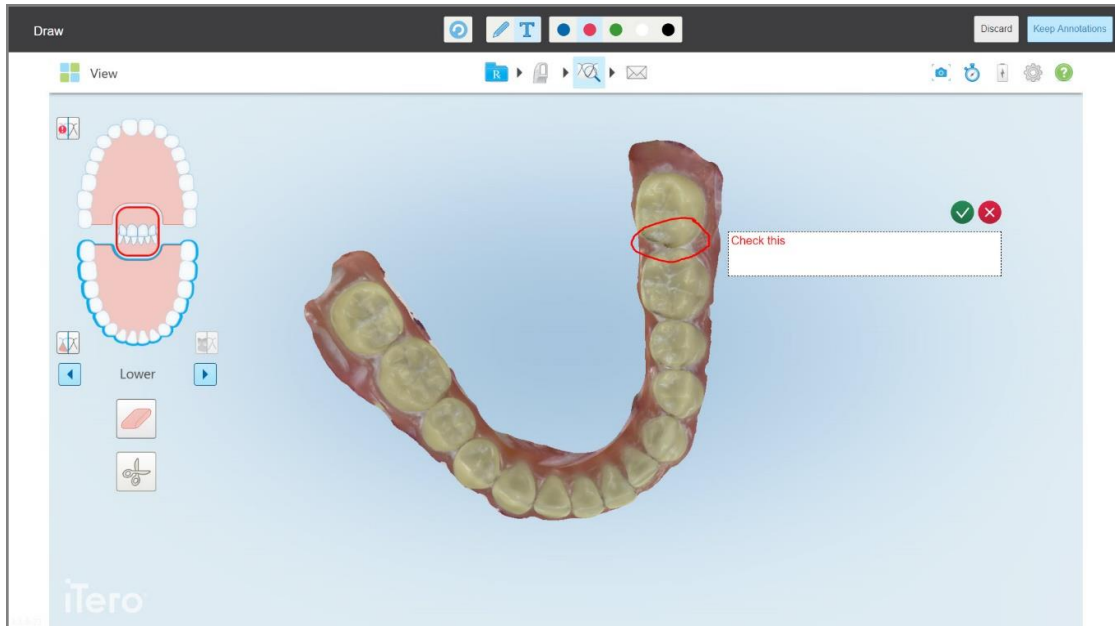 Draw
T
Discard
Keep Annotations
View
R
Check this
Lower
iTero